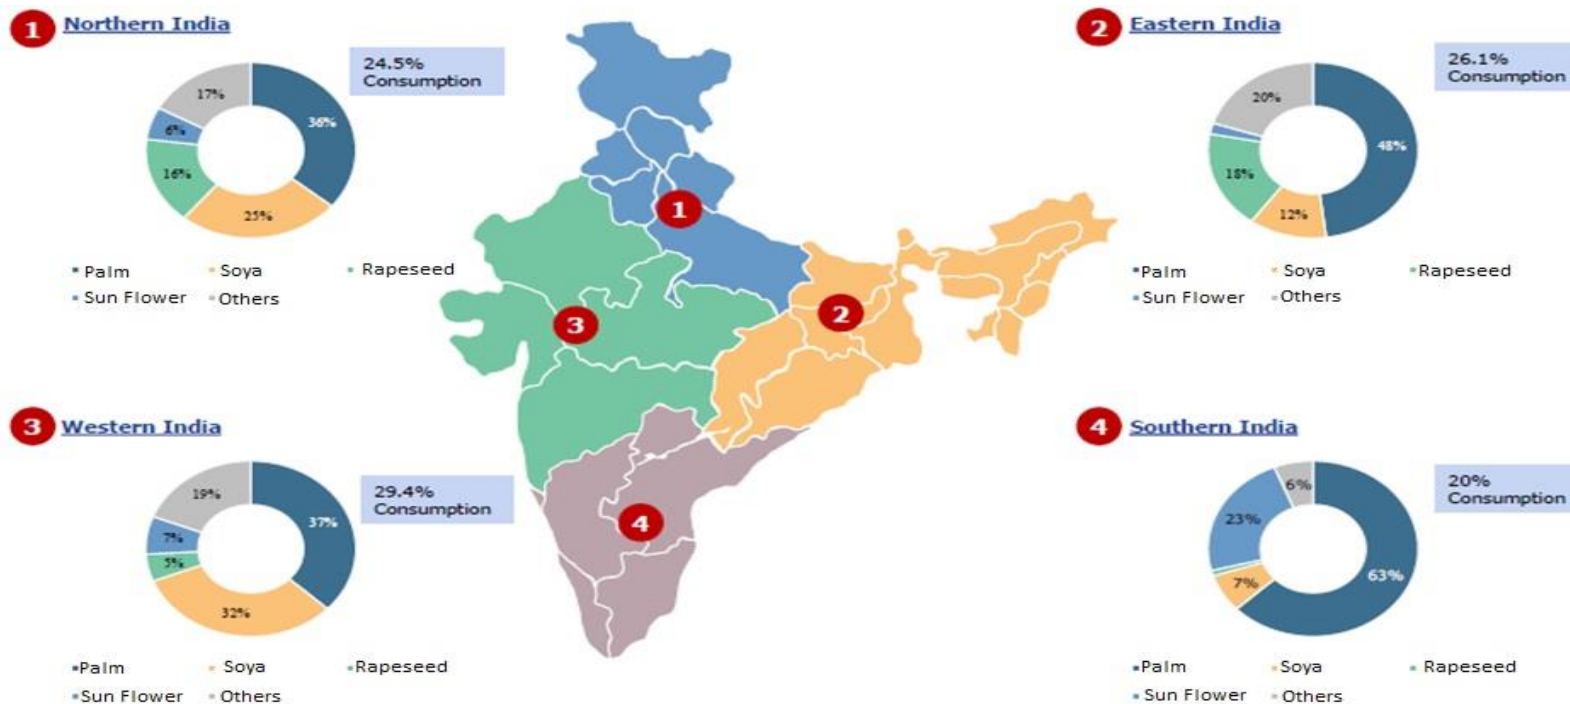 1 Northern India
24.5%
Consumption
17%
36%
6%
16%
25%
Palm Soya Rapeseed
Sun Flower Others
2 Eastern India
26.1%
Consumption
20%
48%
18%
12%
Palm Soya Rapeseed
Sun Flower Others
1
2
3
4
3 Western India
29.4%
Consumption
19%
37%
7%
5%
32%
Palm Soya Rapeseed
Sun Flower Others
4 Southern India
20%
Consumption
6%
23%
63%
7%
Palm Soya Rapeseed
Sun Flower Others